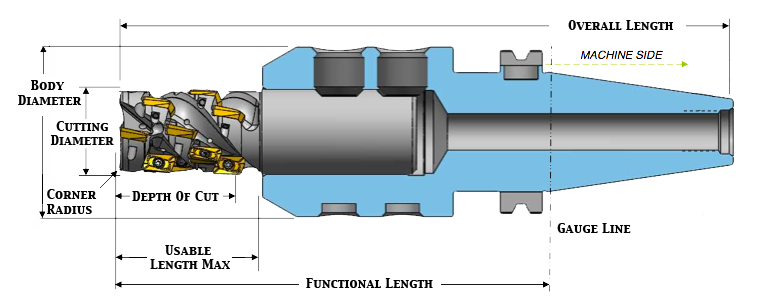 OVERALL LENGTH
MACHINE SIDE
BODY
DIAMETER
CUTTING
DIAMETER
CORNER
RADIUS
DEPTH OF CUT
GAUGE LINE
USABLE
LENGTH MAX
FUNCTIONAL LENGTH